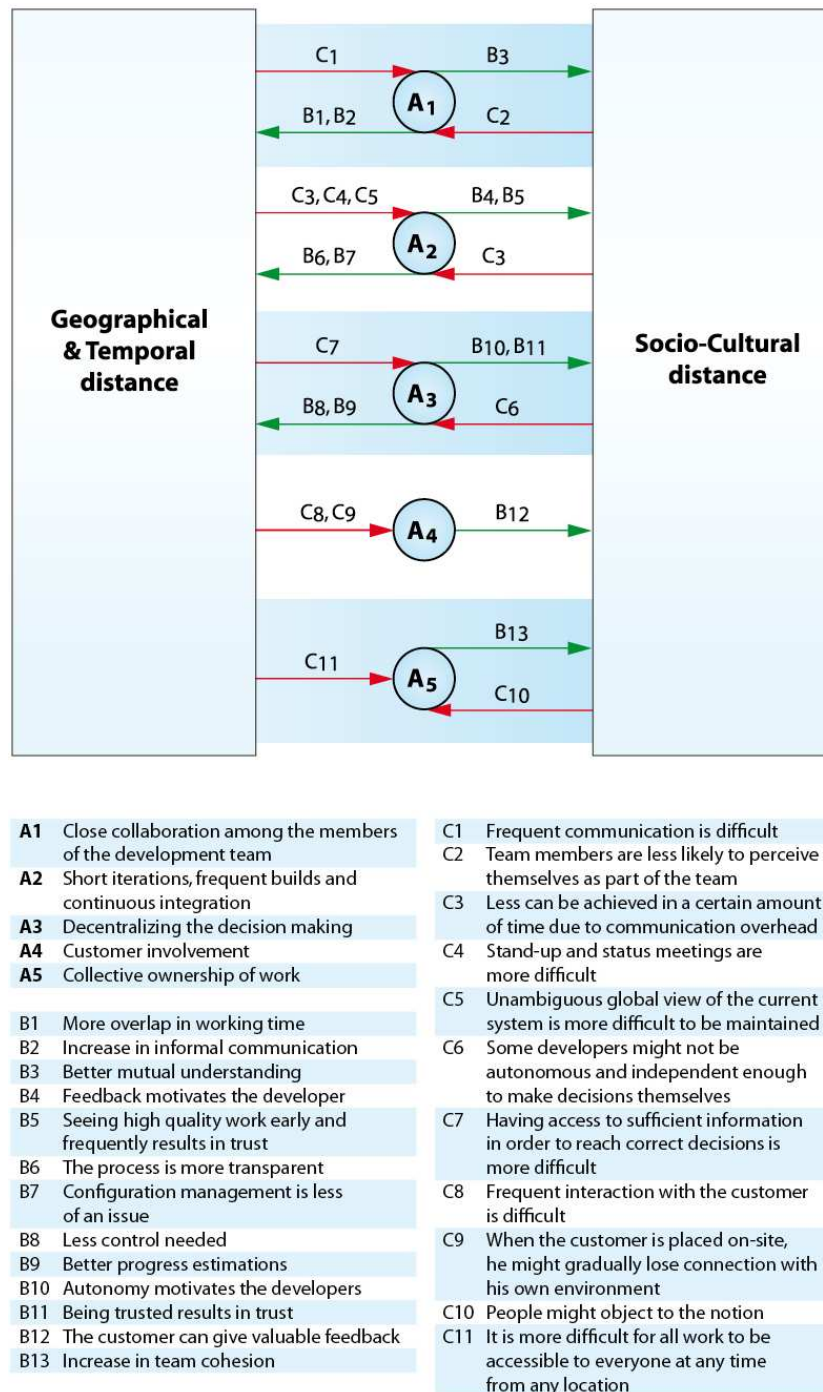 C1
B3
A1
B1, B2
C2
C3, C4, C5
B4, B5
A2
B6, B7
C3
Geographical
& Temporal
distance
Socio-Cultural
distance
C7
B10, B11
A3
B8, B9
C6
C8, C9
A4
B12
B13
C11
A5
C10
A1 Close collaboration among the members
of the development team
A2 Short iterations, frequent builds and
continuous integration
A3 Decentralizing the decision making
A4 Customer involvement
A5 Collective ownership of work
B1 More overlap in working time
B2 Increase in informal communication
B3 Better mutual understanding
B4 Feedback motivates the developer
B5 Seeing high quality work early and
frequently results in trust
B6 The process is more transparent
B7 Configuration management is less
of an issue
B8 Less control needed
B9 Better progress estimations
B10 Autonomy motivates the developers
B11 Being trusted results in trust
B12 The customer can give valuable feedback
B13 Increase in team cohesion
C1 Frequent communication is difficult
C2 Team members are less likely to perceive
themselves as part of the team
C3 Less can be achieved in a certain amount
of time due to communication overhead
C4 Stand-up and status meetings are
more difficult
C5 Unambiguous global view of the current
system is more difficult to be maintained
C6 Some developers might not be
autonomous and independent enough
to make decisions themselves
C7 Having access to sufficient information
in order to reach correct decisions is
more difficult
C8 Frequent interaction with the customer
is difficult
C9 When the customer is placed on-site,
he might gradually lose connection with
his own environment
C10 People might object to the notion
C11 It is more difficult for all work to be
accessible to everyone at any time
from any location